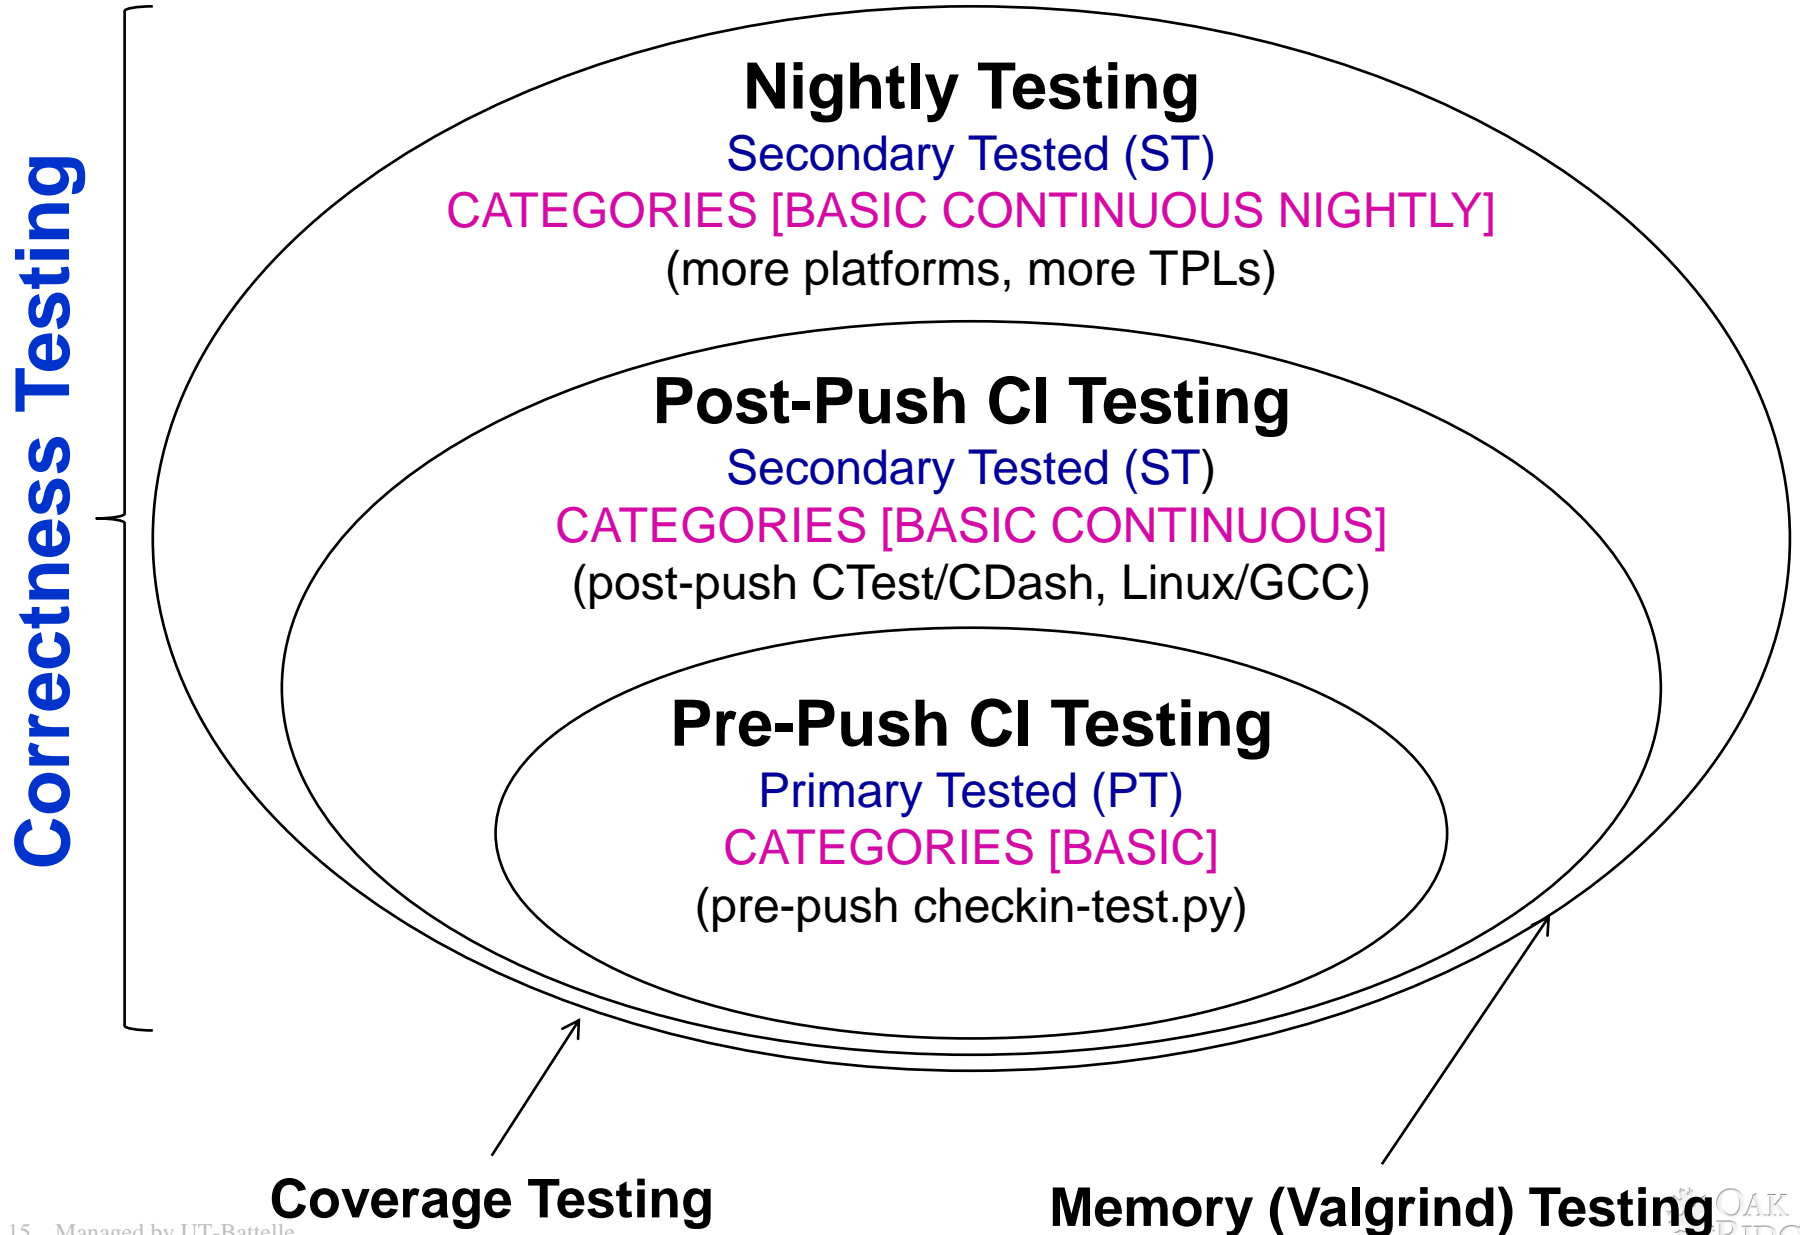 Correctness Testing
Nightly Testing
Secondary Tested (ST)
CATEGORIES [BASIC CONTINUOUS NIGHTLY]
(more platforms, more TPLs)
Post-Push CI Testing
Secondary Tested (ST)
CATEGORIES [BASIC CONTINUOUS]
(post-push CTest/CDash, Linux/GCC)
Pre-Push CI Testing
Primary Tested (PT)
CATEGORIES [BASIC]
(pre-push checkin-test.py)
Coverage Testing
Memory (Valgrind) Testing
15 Managed by UT-Battelle
OAK